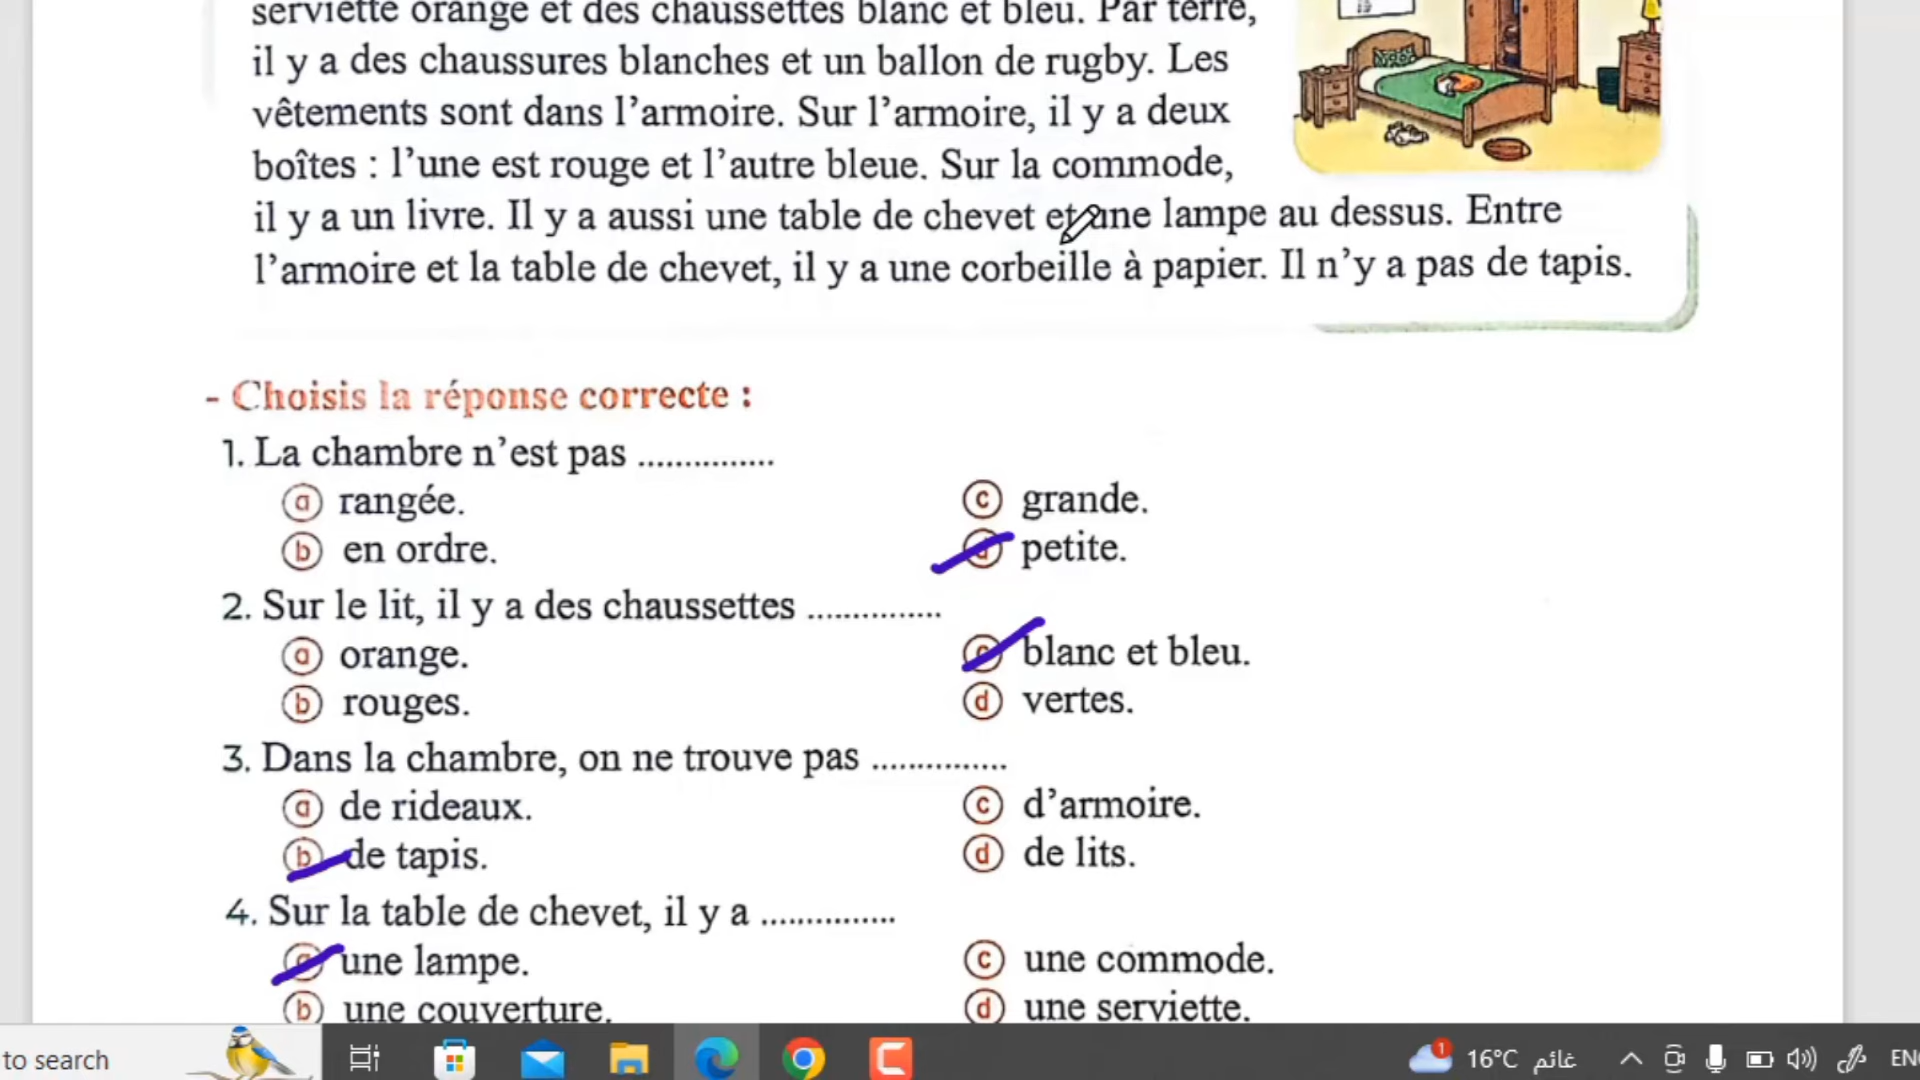 serviette orange et des chaussettes blanc et bleu. Par terre,
il y a des chaussures blanches et un ballon de rugby. Les
vêtements sont dans l'armoire. Sur l'armoire, il y a deux
boîtes : l'une est rouge et l'autre bleue. Sur la commode,
il y a un livre. Il y a aussi une table de chevet et une lampe au dessus. Entre
l'armoire et la table de chevet, il y a une corbeille à papier. Il n'y a pas de tapis.
- Choisis la réponse correcte :
1. La chambre n'est pas ...............
a rangée.
c grande.
b en ordre.
d petite.
2. Sur le lit, il y a des chaussettes ...............
a orange.
c blanc et bleu.
b rouges.
d vertes.
3. Dans la chambre, on ne trouve pas ...............
a de rideaux.
c d'armoire.
b de tapis.
d de lits.
4. Sur la table de chevet, il y a ...............
a une lampe.
c une commode.
b une couverture.
d une serviette.
to search
1
16°C غائم
EN